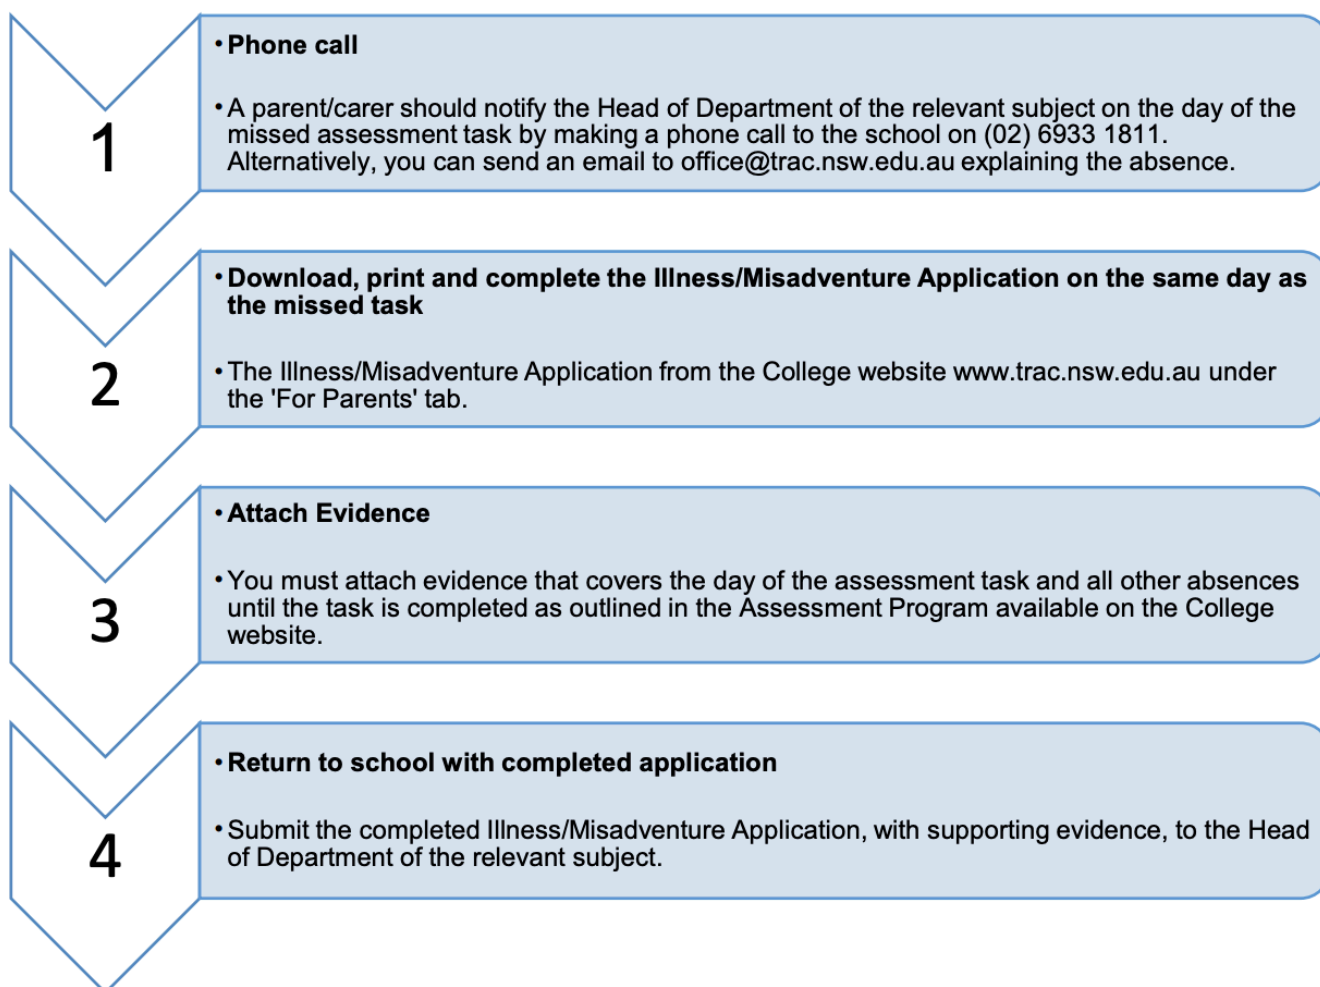 1
• Phone call
• A parent/carer should notify the Head of Department of the relevant subject on the day of the
missed assessment task by making a phone call to the school on (02) 6933 1811.
Alternatively, you can send an email to office@trac.nsw.edu.au explaining the absence.
2
• Download, print and complete the Illness/Misadventure Application on the same day as
the missed task
• The Illness/Misadventure Application from the College website www.trac.nsw.edu.au under
the 'For Parents' tab.
3
• Attach Evidence
• You must attach evidence that covers the day of the assessment task and all other absences
until the task is completed as outlined in the Assessment Program available on the College
website.
4
• Return to school with completed application
• Submit the completed Illness/Misadventure Application, with supporting evidence, to the Head
of Department of the relevant subject.